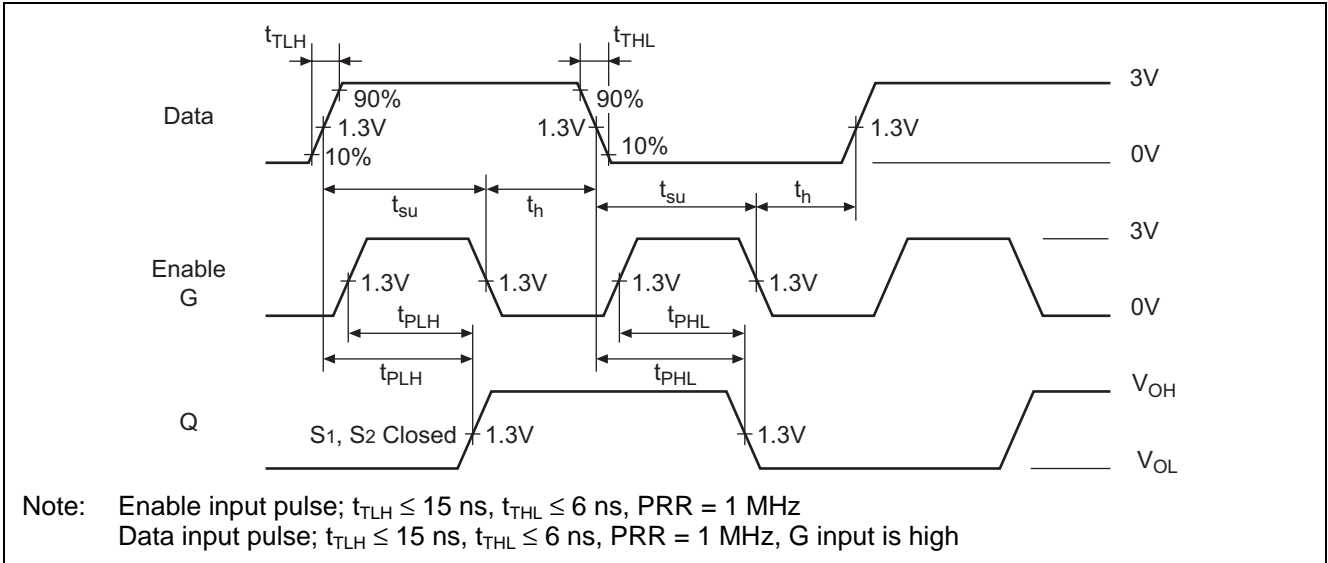 tTLH tTHL
90% 90% 3V
Data 1.3V 1.3V 1.3V
10% 10% 0V
tsu th tsu th
3V
Enable
G 1.3V 1.3V 1.3V 1.3V
0V
tPLH tPHL
tPLH tPHL
VOH
Q S1, S2 Closed 1.3V 1.3V
VOL
Note: Enable input pulse; tTLH ≤ 15 ns, tTHL ≤ 6 ns, PRR = 1 MHz
Data input pulse; tTLH ≤ 15 ns, tTHL ≤ 6 ns, PRR = 1 MHz, G input is high